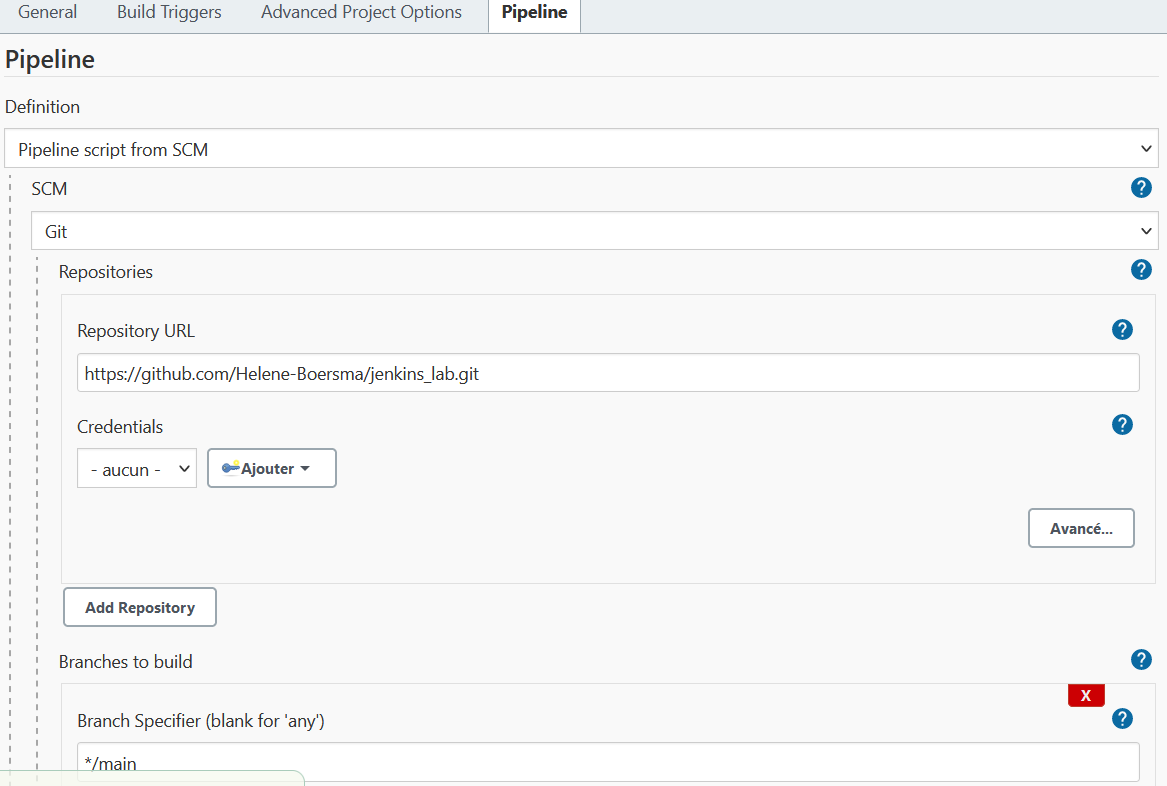 General Build Triggers Advanced Project Options Pipeline
Pipeline
Definition
Pipeline script from SCM
SCM
?
Git
Repositories
?
Repository URL
?
https://github.com/Helene-Boersma/jenkins_lab.git
Credentials
?
- aucun -
Ajouter
Avancé...
Add Repository
Branches to build
?
X
Branch Specifier (blank for 'any')
?
*/main